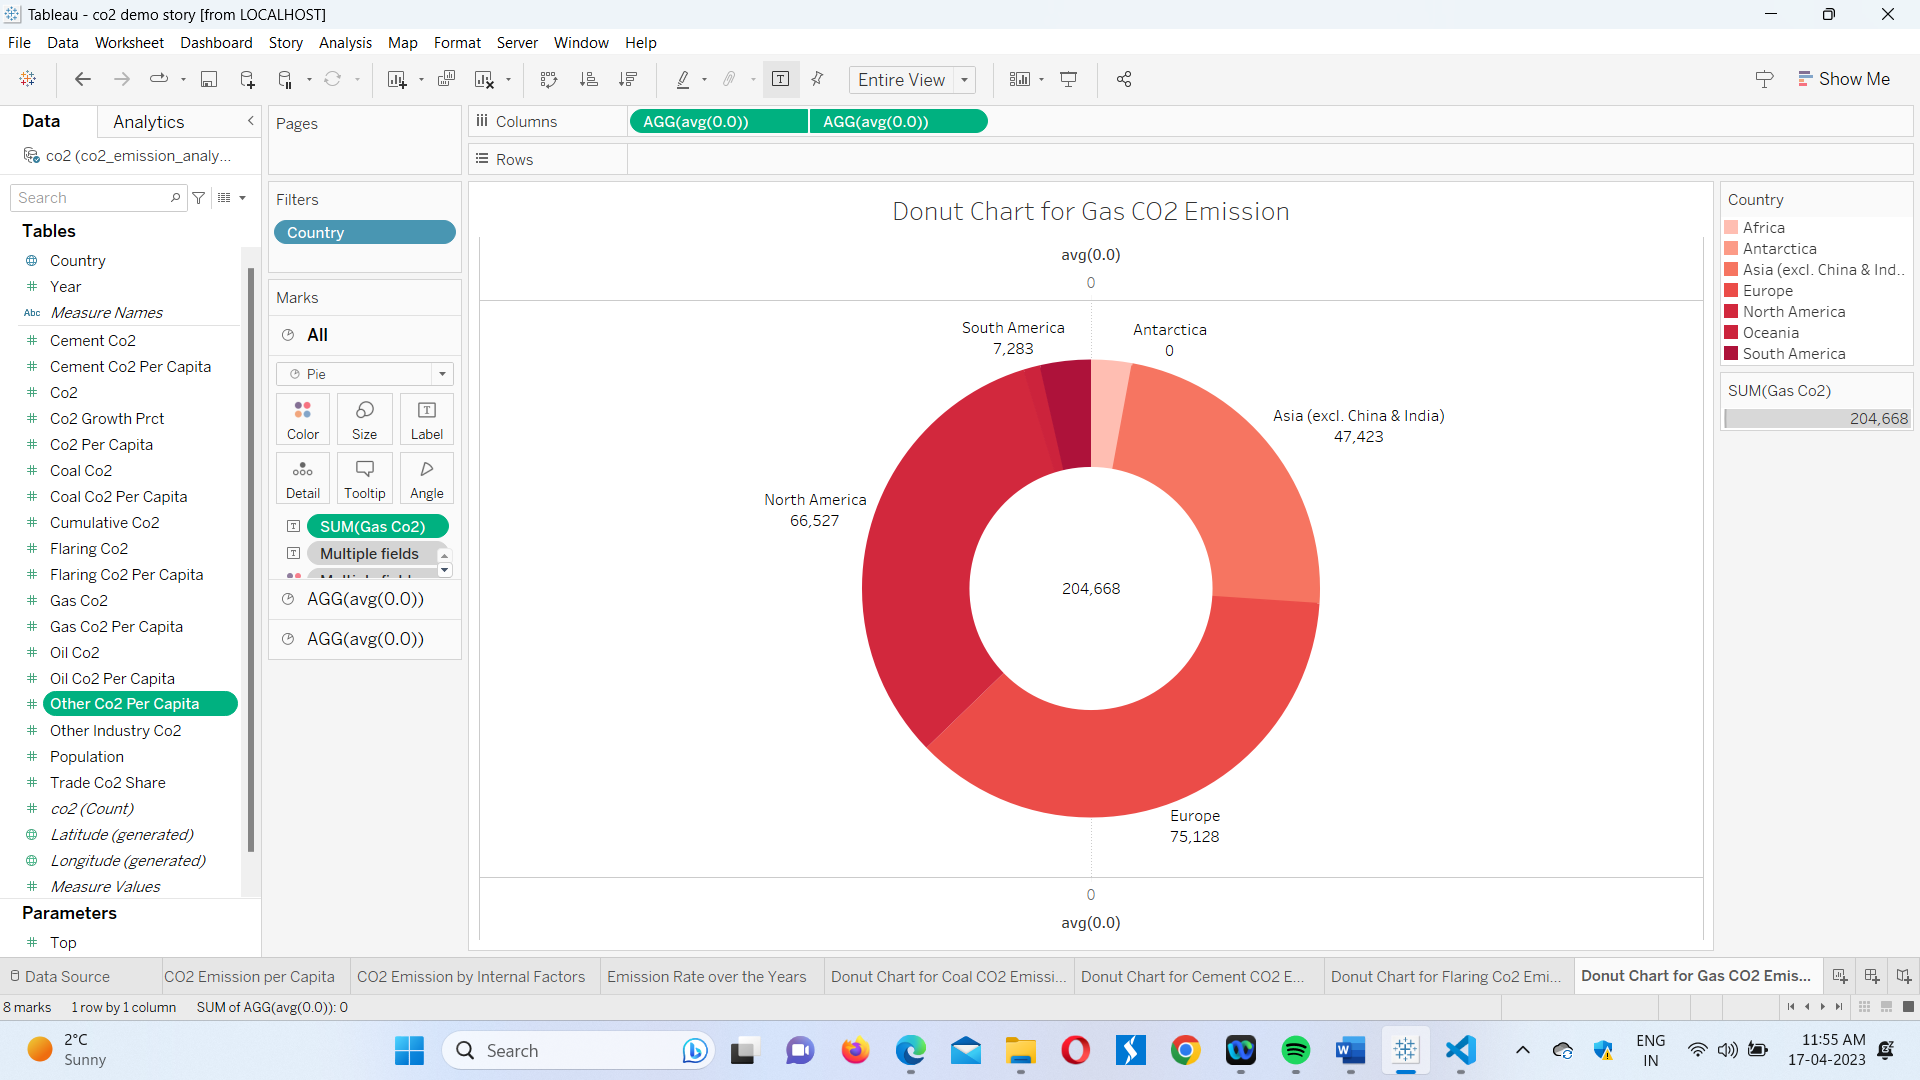 Tableau - co2 demo story [from LOCALHOST]
File Data Worksheet Dashboard Story Analysis Map Format Server Window Help
Entire View
Show Me
Data Analytics
co2 (co2_emission_analy...
Search
Tables
Country
Year
Abc Measure Names
Cement Co2
Cement Co2 Per Capita
Co2
Co2 Growth Prct
Co2 Per Capita
Coal Co2
Coal Co2 Per Capita
Cumulative Co2
Flaring Co2
Flaring Co2 Per Capita
Gas Co2
Gas Co2 Per Capita
Oil Co2
Oil Co2 Per Capita
Other Co2 Per Capita
Other Industry Co2
Population
Trade Co2 Share
co2 (Count)
Latitude (generated)
Longitude (generated)
Measure Values
Parameters
Top
Pages
Filters
Country
Marks
All
Pie
Color Size Label
Detail Tooltip Angle
SUM(Gas Co2)
Multiple fields
AGG(avg(0.0))
AGG(avg(0.0))
Columns AGG(avg(0.0)) AGG(avg(0.0))
Rows
Donut Chart for Gas CO2 Emission
avg(0.0)
0
South America
7,283
Antarctica
0
Asia (excl. China & India)
47,423
North America
66,527
204,668
Europe
75,128
0
avg(0.0)
Country
Africa
Antarctica
Asia (excl. China & Ind..
Europe
North America
Oceania
South America
SUM(Gas Co2)
204,668
Data Source CO2 Emission per Capita CO2 Emission by Internal Factors Emission Rate over the Years Donut Chart for Coal CO2 Emissi... Donut Chart for Cement CO2 E... Donut Chart for Flaring Co2 Emi... Donut Chart for Gas CO2 Emis...
8 marks 1 row by 1 column SUM of AGG(avg(0.0)): 0
2°C
Sunny
Search
ENG
IN
11:55 AM
17-04-2023